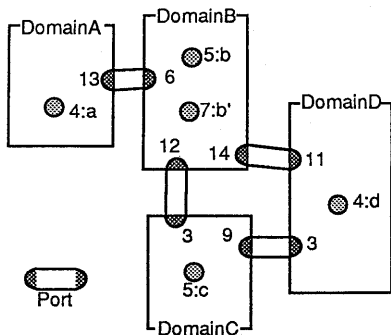 DomainA
DomainB
5:b
13
6
4:a
7:b'
DomainD
12
14
11
4:d
3
9
3
5:c
Port
DomainC